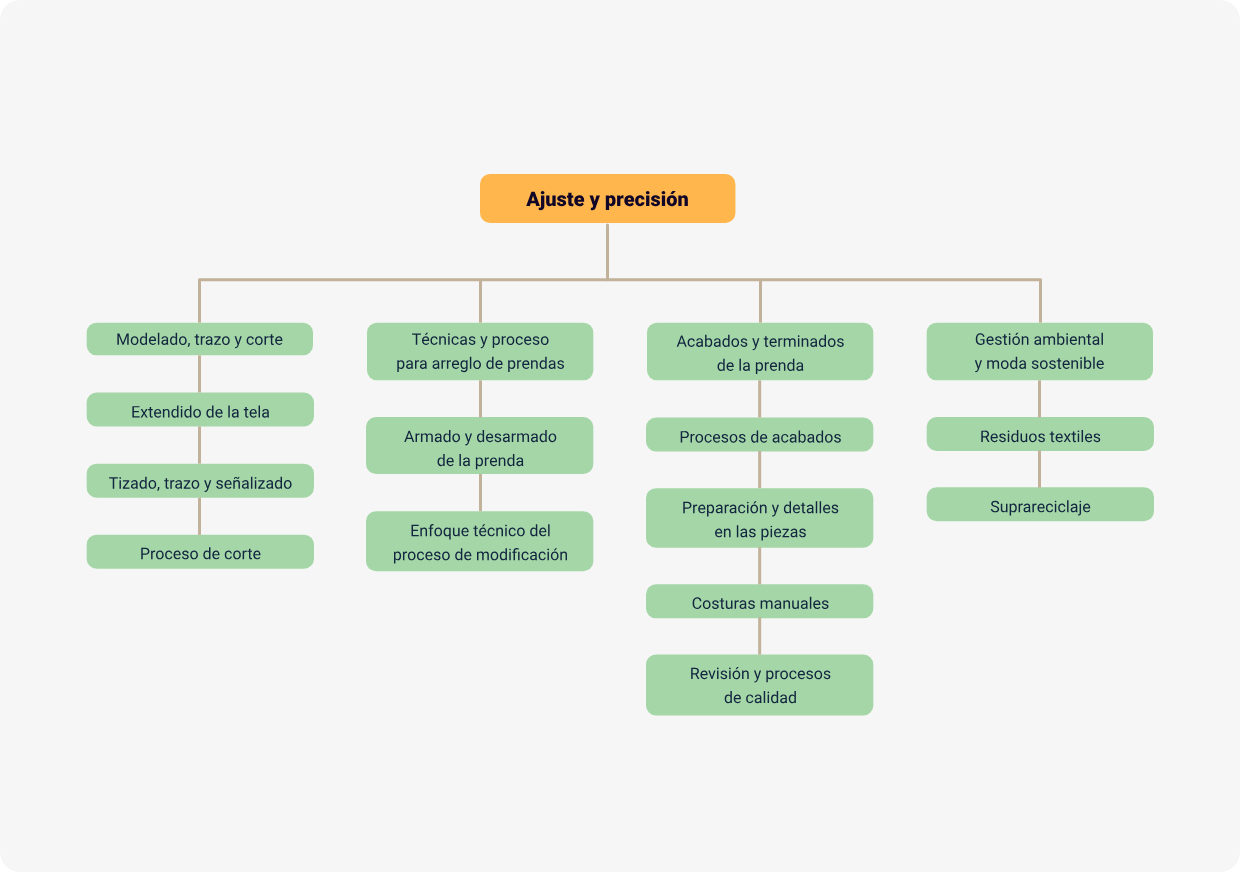 Ajuste y precisión
Modelado, trazo y corte
Extendido de la tela
Tizado, trazo y señalizado
Proceso de corte
Técnicas y proceso
para arreglo de prendas
Armado y desarmado
de la prenda
Enfoque técnico del
proceso de modificación
Acabados y terminados
de la prenda
Procesos de acabados
Preparación y detalles
en las piezas
Costuras manuales
Revisión y procesos
de calidad
Gestión ambiental
y moda sostenible
Residuos textiles
Suprareciclaje